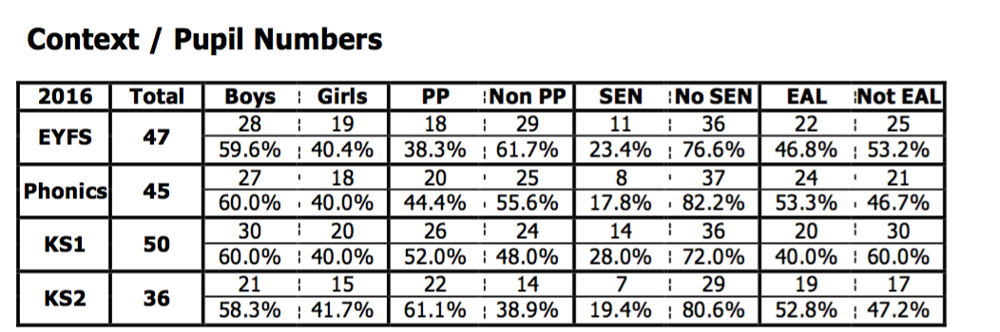 Context / Pupil Numbers
2016 Total Boys Girls PP Non PP SEN No SEN EAL Not EAL
EYFS 47 28 19 18 29 11 36 22 25
59.6% 40.4% 38.3% 61.7% 23.4% 76.6% 46.8% 53.2%
Phonics 45 27 18 20 25 8 37 24 21
60.0% 40.0% 44.4% 55.6% 17.8% 82.2% 53.3% 46.7%
KS1 50 30 20 26 24 14 36 20 30
60.0% 40.0% 52.0% 48.0% 28.0% 72.0% 40.0% 60.0%
KS2 36 21 15 22 14 7 29 19 17
58.3% 41.7% 61.1% 38.9% 19.4% 80.6% 52.8% 47.2%